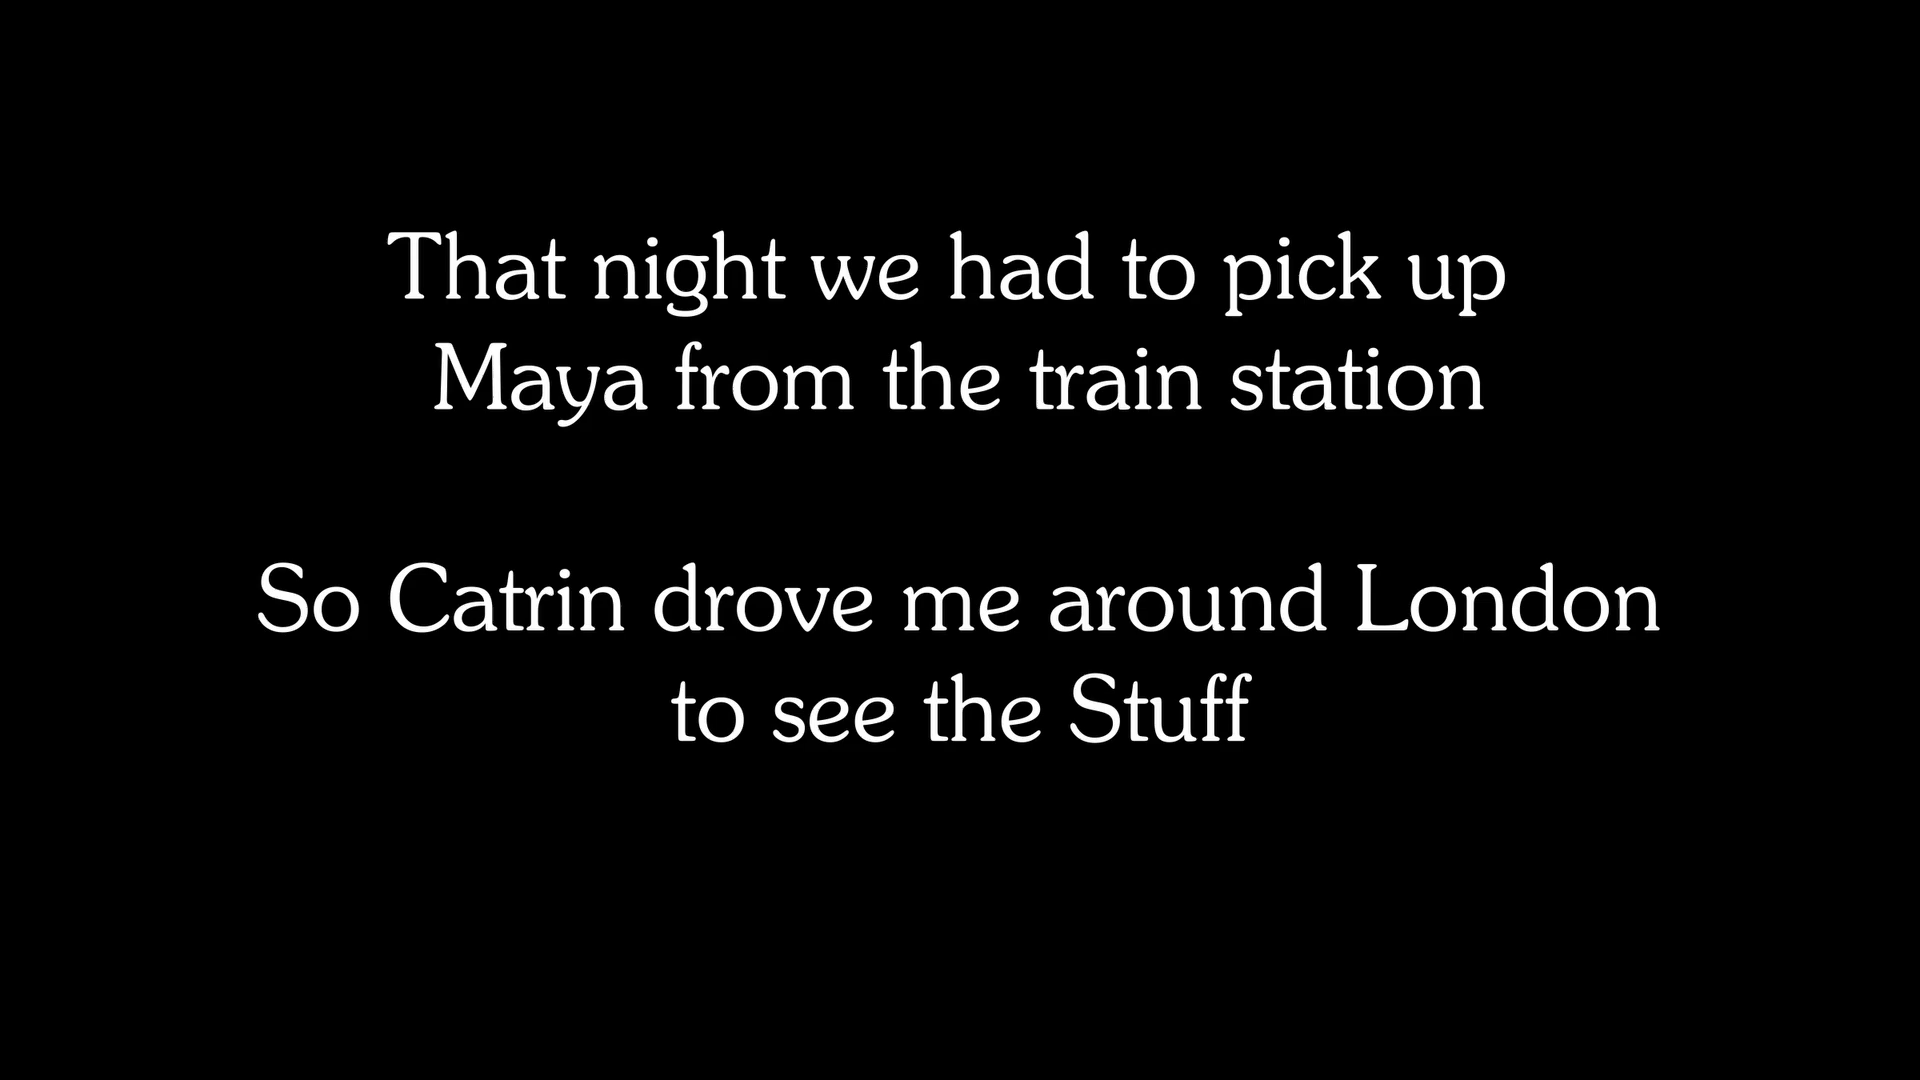 That night we had to pick up
Maya from the train station
So Catrin drove me around London
to see the Stuff